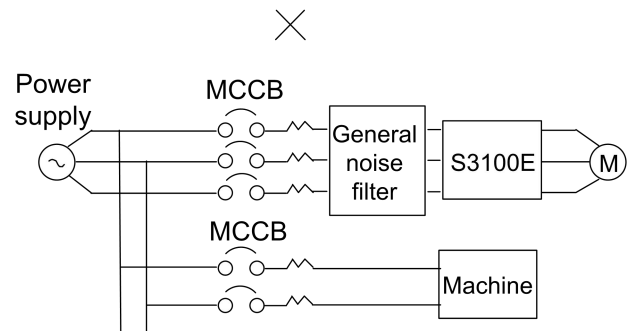 Power
supply
MCCB
General
noise
filter
S3100E
M
MCCB
Machine